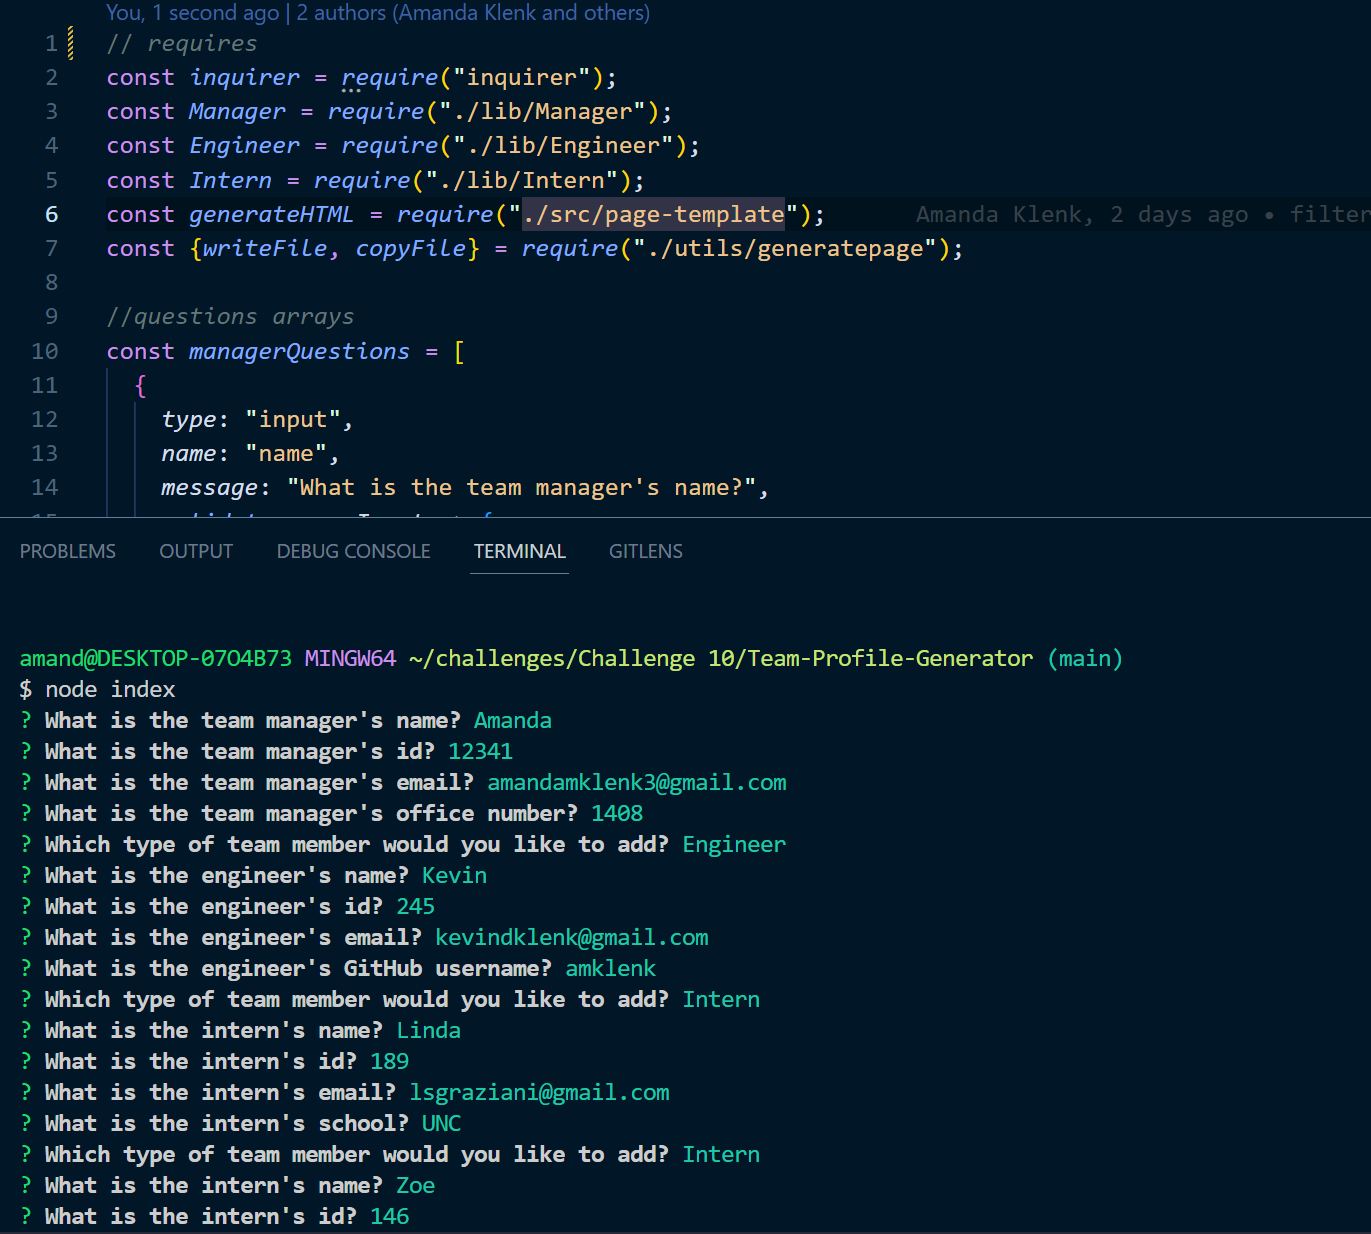 You, 1 second ago | 2 authors (Amanda Klenk and others)
1 // requires
2 const inquirer = require("inquirer");
3 const Manager = require("./lib/Manager");
4 const Engineer = require("./lib/Engineer");
5 const Intern = require("./lib/Intern");
6 const generateHTML = require("./src/page-template"); Amanda Klenk, 2 days ago • filter
7 const {writeFile, copyFile} = require("./utils/generatepage");
8
9 //questions arrays
10 const managerQuestions = [
11 {
12 type: "input",
13 name: "name",
14 message: "What is the team manager's name?",
PROBLEMS OUTPUT DEBUG CONSOLE TERMINAL GITLENS
amand@DESKTOP-07O4B73 MINGW64 ~/challenges/Challenge 10/Team-Profile-Generator (main)
$ node index
? What is the team manager's name? Amanda
? What is the team manager's id? 12341
? What is the team manager's email? amandamklenk3@gmail.com
? What is the team manager's office number? 1408
? Which type of team member would you like to add? Engineer
? What is the engineer's name? Kevin
? What is the engineer's id? 245
? What is the engineer's email? kevindklenk@gmail.com
? What is the engineer's GitHub username? amklenk
? Which type of team member would you like to add? Intern
? What is the intern's name? Linda
? What is the intern's id? 189
? What is the intern's email? lsgraziani@gmail.com
? What is the intern's school? UNC
? Which type of team member would you like to add? Intern
? What is the intern's name? Zoe
? What is the intern's id? 146